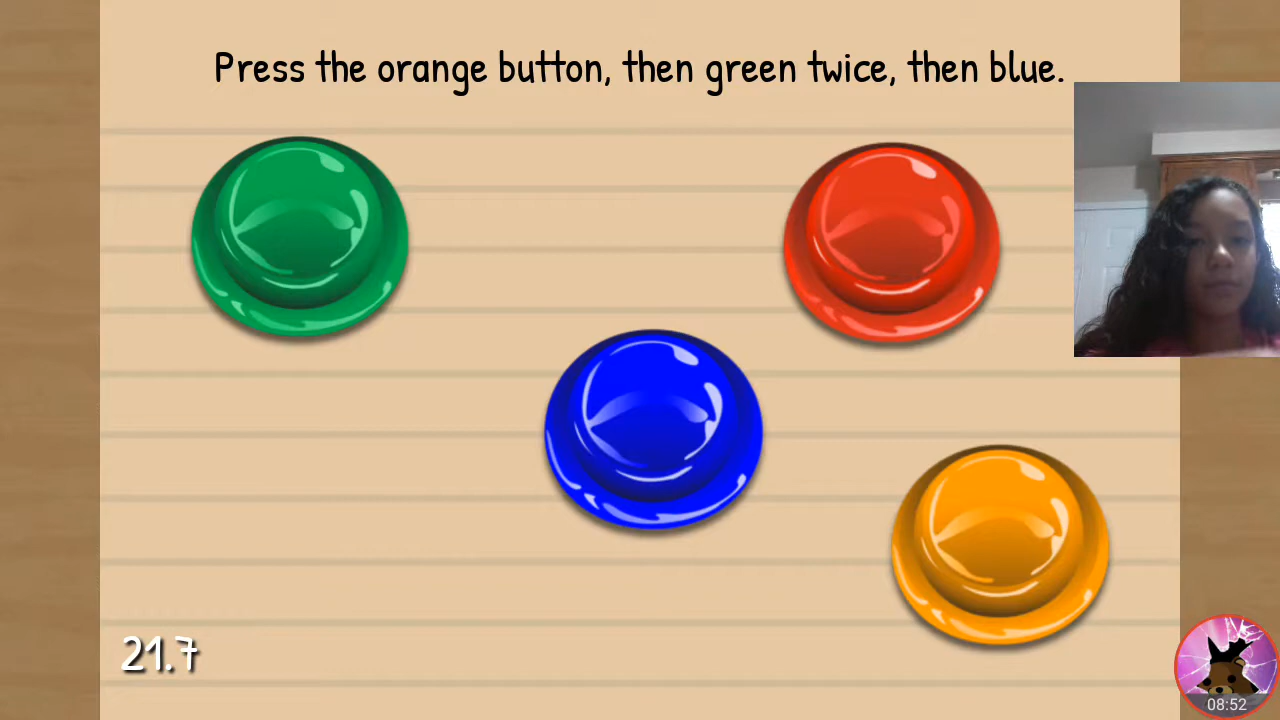 Press the orange button, then green twice, then blue.
21.7
08:52